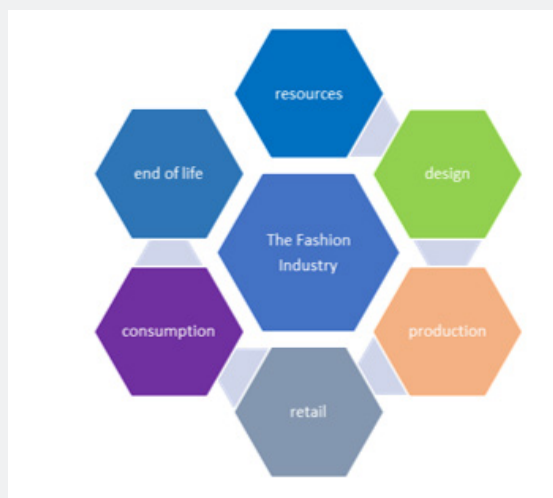 resources
end of life
design
The Fashion
Industry
consumption
production
retail